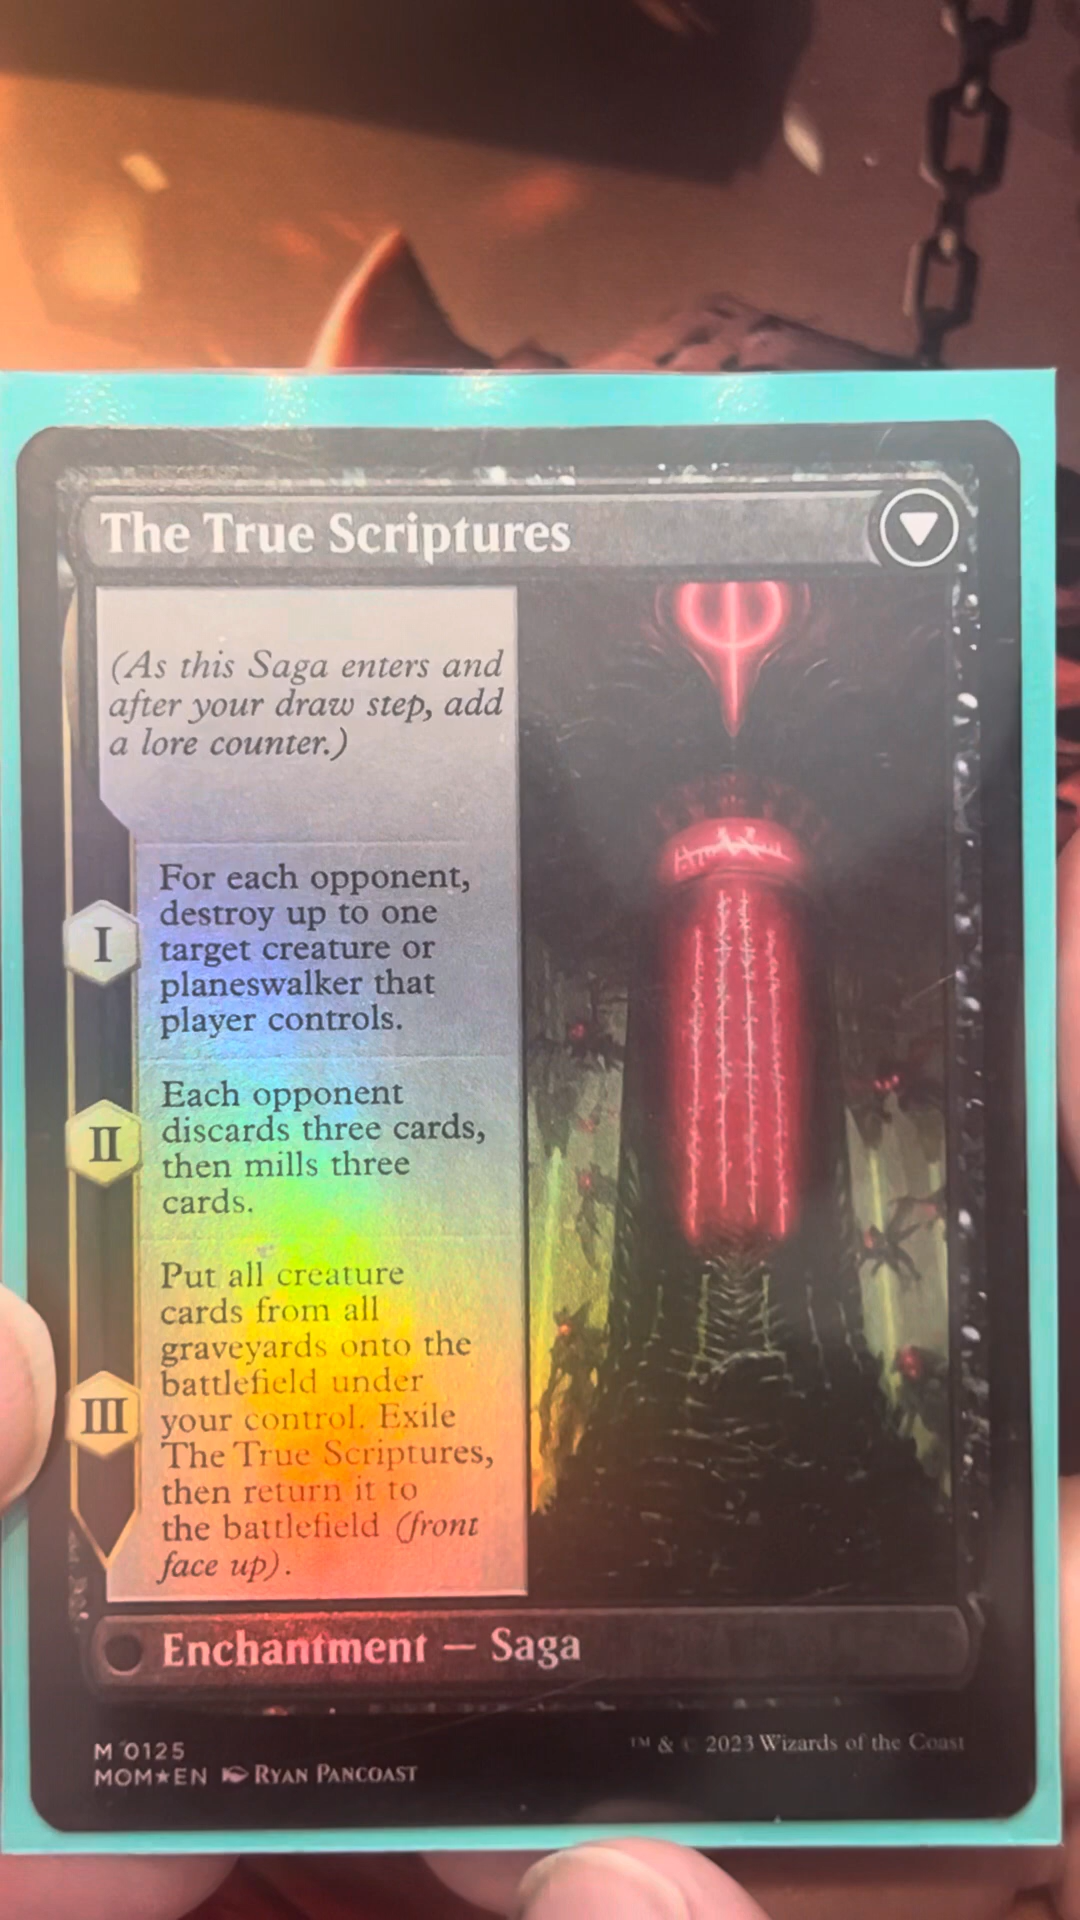 The True Scriptures
(As this Saga enters and
after your draw step, add
a lore counter.)
I
For each opponent,
destroy up to one
target creature or
planeswalker that
player controls.
II
Each opponent
discards three cards,
then mills three
cards.
III
Put all creature
cards from all
graveyards onto the
battlefield under
your control. Exile
The True Scriptures,
then return it to
the battlefield (front
face up).
Enchantment — Saga
M 0125
MOM★EN RYAN PANCOAST
™ & © 2023 Wizards of the Coast